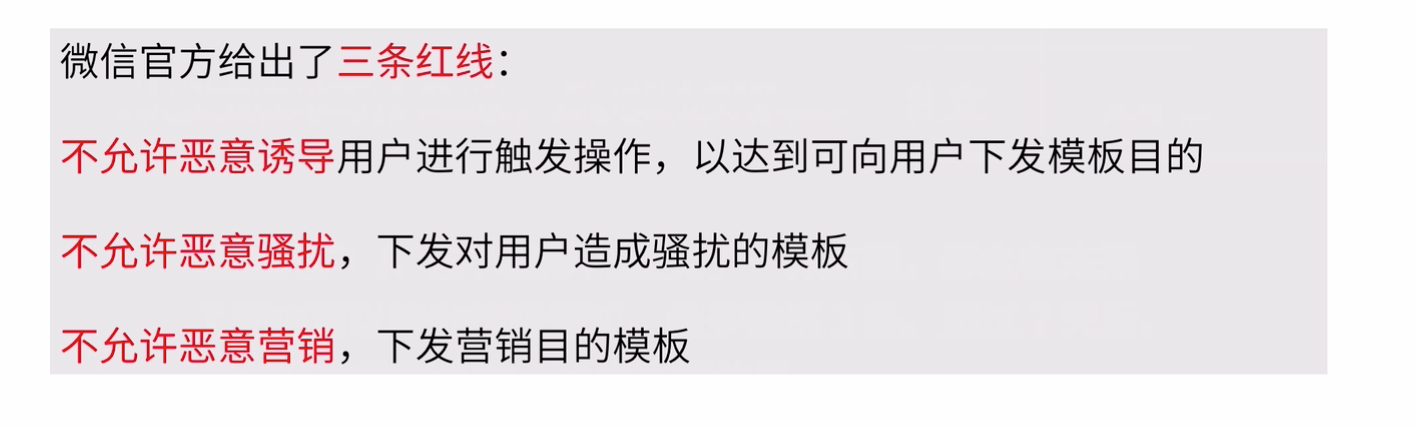 微信官方给出了三条红线：
不允许恶意诱导用户进行触发操作，以达到可向用户下发模板目的
不允许恶意骚扰，下发对用户造成骚扰的模板
不允许恶意营销，下发营销目的模板